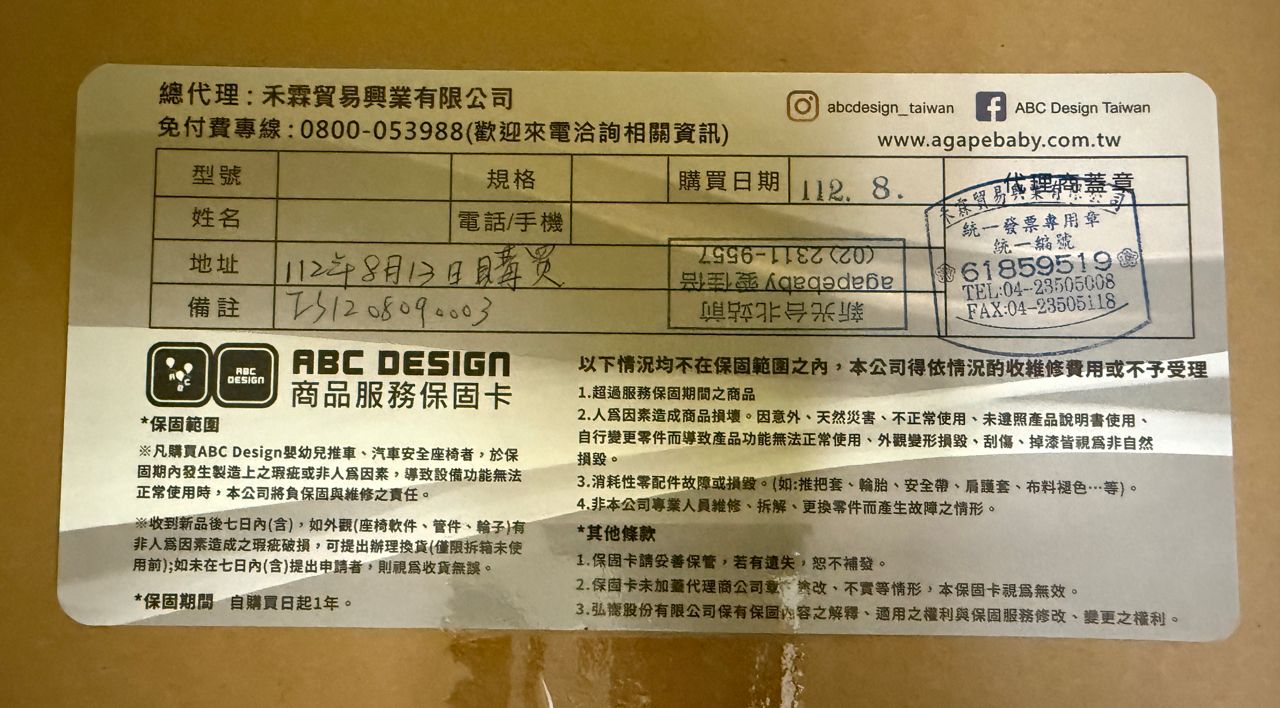 總代理：禾霖貿易興業有限公司
免付費專線：0800-053988(歡迎來電洽詢相關資訊)
abcdesign_taiwan
ABC Design Taiwan
www.agapebaby.com.tw
型號
規格
購買日期 112. 8.
代理商蓋章
姓名
電話/手機
地址 112年8月13日購買
備註
新光台北站前
agapebaby 愛佳倍
(02)2311-9557
禾霖貿易興業有限公司
統一發票專用章
統一編號
61859519
TEL:04-23505008
FAX:04-23505118
ABC
ABC DESIGN
ABC DESIGN
商品服務保固卡
*保固範圍
※凡購買ABC Design嬰幼兒推車、汽車安全座椅者，於保
固期內發生製造上之瑕疵或非人為因素，導致設備功能無法
正常使用時，本公司將負保固與維修之責任。
※收到新品後七日內(含)，如外觀(座椅軟件、管件、輪子)有
非人為因素造成之瑕疵破損，可提出辦理換貨(僅限拆箱未使
用前);如未在七日內(含)提出申請者，則視為收貨無誤。
*保固期間 自購買日起1年。
以下情況均不在保固範圍之內，本公司得依情況酌收維修費用或不予受理
1.超過服務保固期間之商品
2.人為因素造成商品損壞。因意外、天然災害、不正常使用、未遵照產品說明書使用、
自行變更零件而導致產品功能無法正常使用、外觀變形損毀、刮傷、掉漆皆視為非自然
損毀。
3.消耗性零配件故障或損毀。(如:推把套、輪胎、安全帶、肩護套、布料褪色…等)。
4.非本公司專業人員維修、拆解、更換零件而產生故障之情形。
*其他條款
1.保固卡請妥善保管，若有遺失，恕不補發。
2.保固卡未加蓋代理商公司章、塗改、不實等情形，本保固卡視為無效。
3.弘 股份有限公司保有保固內容之解釋、適用之權利與保固服務修改、變更之權利。